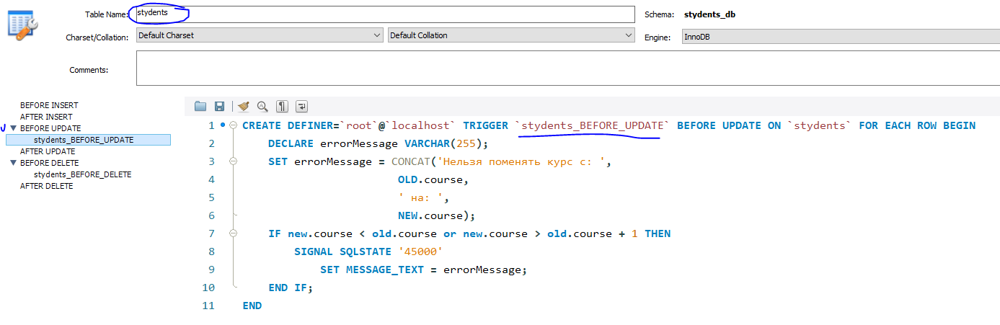 Table Name: stydents Schema: stydents_db
Charset/Collation: Default Charset Default Collation Engine: InnoDB
Comments:
BEFORE INSERT
AFTER INSERT
BEFORE UPDATE
stydents_BEFORE_UPDATE
AFTER UPDATE
BEFORE DELETE
stydents_BEFORE_DELETE
AFTER DELETE
1 CREATE DEFINER=`root`@`localhost` TRIGGER `stydents_BEFORE_UPDATE` BEFORE UPDATE ON `stydents` FOR EACH ROW BEGIN
2 DECLARE errorMessage VARCHAR(255);
3 SET errorMessage = CONCAT('Нельзя поменять курс с: ',
4 OLD.course,
5 ' на: ',
6 NEW.course);
7 IF new.course < old.course or new.course > old.course + 1 THEN
8 SIGNAL SQLSTATE '45000'
9 SET MESSAGE_TEXT = errorMessage;
10 END IF;
11 END